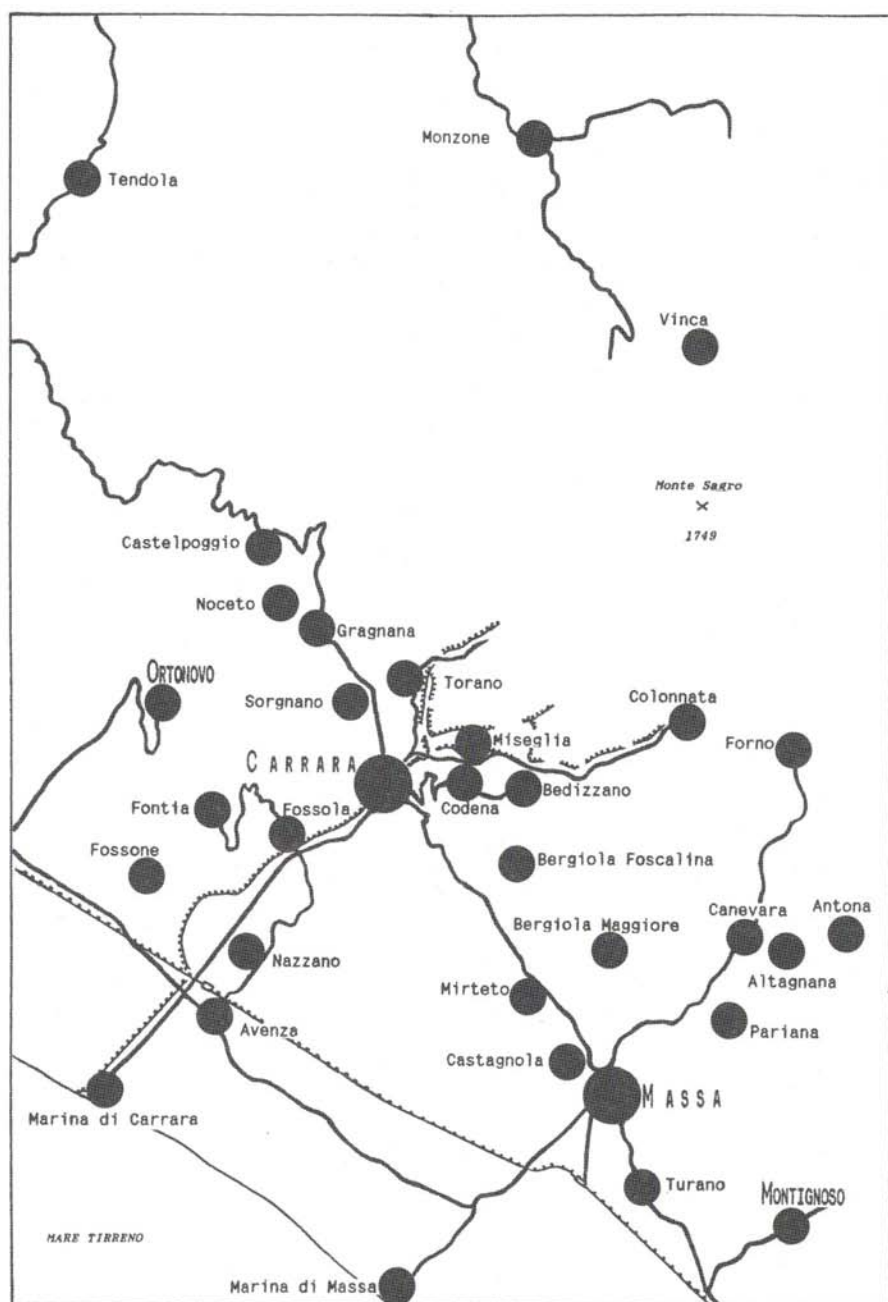 Monzone
Tendola
Vinca
Monte Sagro
1749
Castelpoggio
Noceto
Gragnana
ORTONOVO
Sorgnano
Torano
Colonnata
Miseglia
Forno
CARRARA
Codena
Bedizzano
Fontia
Fossola
Fossone
Bergiola Foscalina
Canevara
Antona
Bergiola Maggiore
Nazzano
Altagnana
Mirteto
Avenza
Pariana
Castagnola
MASSA
Marina di Carrara
Turano
MONTIGNOSO
MARE TIRRENO
Marina di Massa